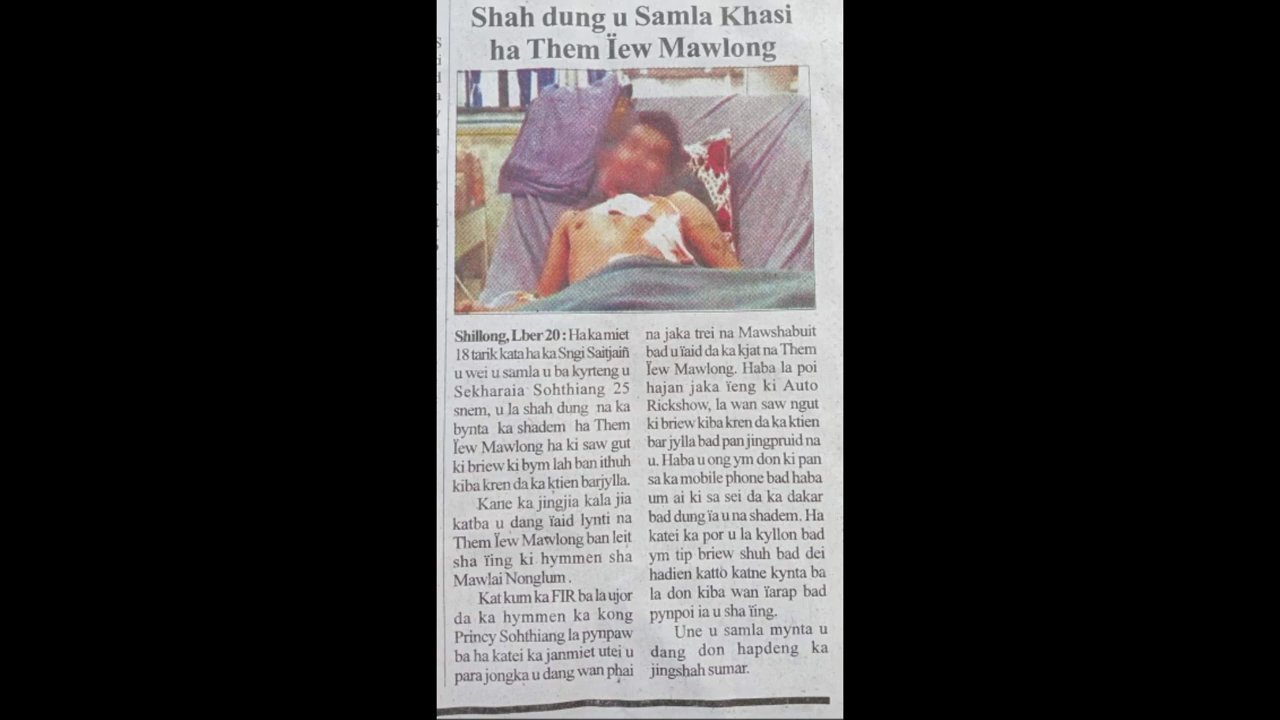 Shah dung u Samla Khasi
ha Them Ïew Mawlong
Shillong, Lber 20 : Ha ka miet
18 tarik kata ha ka Sngi Saitjaiñ
u wei u samla u ba kyrteng u
Sekharaia Sohthiang 25
snem, u la shah dung na ka
bynta ka shadem ha Them
Ïew Mawlong ha ki saw gut
ki briew ki bym lah ban ithuh
kiba kren da ka ktien barjylla.
Kane ka jingjia kala jia
katba u dang ïaid lynti na
Them Ïew Mawlong ban leit
sha ïing ki hymmen sha
Mawlai Nonglum .
Kat kum ka FIR ba la ujor
da ka hymmen ka kong
Princy Sohthiang la pynpaw
ba ha katei ka janmiet utei u
para jongka u dang wan phai
na jaka trei na Mawshabuit
bad u ïaid da ka kjat na Them
Ïew Mawlong. Haba la poi
hajan jaka ïeng ki Auto
Rickshow, la wan saw ngut
ki briew kiba kren da ka ktien
bar jylla bad pan jingpruid na
u. Haba u ong ym don ki pan
sa ka mobile phone bad haba
um ai ki sa sei da ka dakar
bad dung ïa u na shadem. Ha
katei ka por u la kyllon bad
ym tip briew shuh bad dei
hadien katto katne kynta ba
la don kiba wan ïarap bad
pynpoi ia u sha ïing.
Une u samla mynta u
dang don hapdeng ka
jingshah sumar.